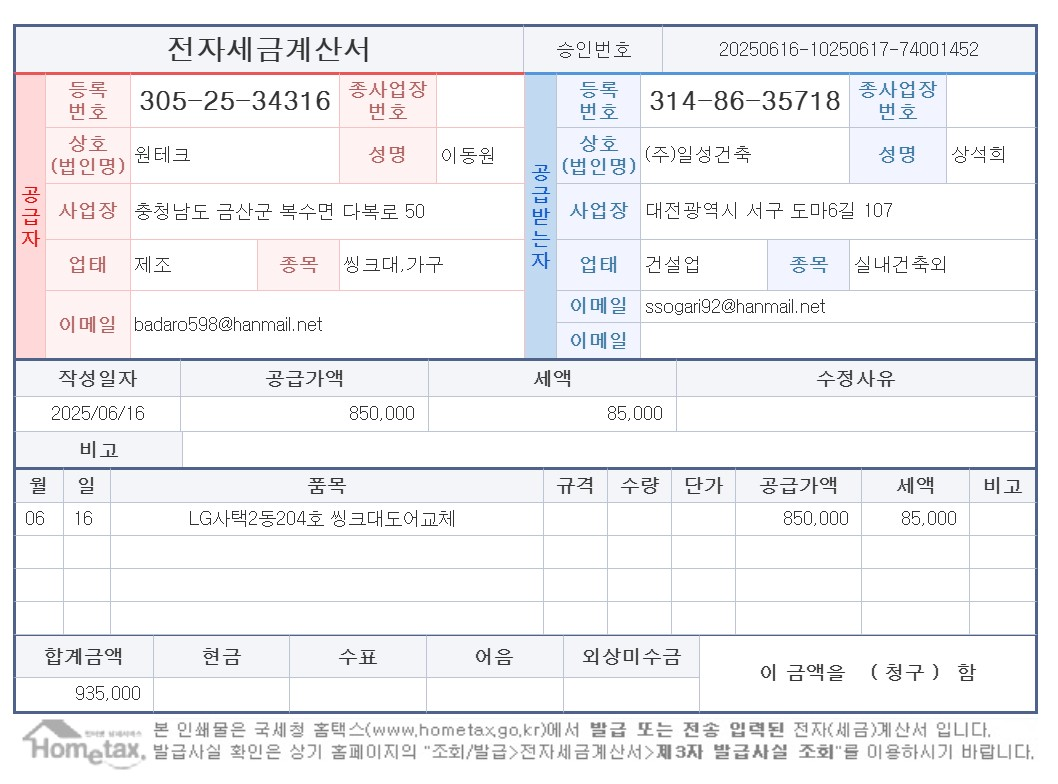 전자세금계산서 승인번호 20250616-10250617-74001452
공급자
등록번호 305-25-34316 종사업장번호
상호(법인명) 원테크 성명 이동원
사업장 충청남도 금산군 복수면 다복로 50
업태 제조 종목 씽크대,가구
이메일 badaro598@hanmail.net
공급받는자
등록번호 314-86-35718 종사업장번호
상호(법인명) (주)일성건축 성명 상석희
사업장 대전광역시 서구 도마6길 107
업태 건설업 종목 실내건축외
이메일 ssogari92@hanmail.net
이메일
작성일자 공급가액 세액 수정사유
2025/06/16 850,000 85,000
비고
월 일 품목 규격 수량 단가 공급가액 세액 비고
06 16 LG사택2동204호 씽크대도어교체 850,000 85,000
합계금액 현금 수표 어음 외상미수금 이 금액을 (청구) 함
935,000
Hometax.
본 인쇄물은 국세청 홈택스(www.hometax.go.kr)에서 발급 또는 전송 입력된 전자(세금)계산서 입니다.
발급사실 확인은 상기 홈페이지의 "조회/발급>전자세금계산서>제3자 발급사실 조회"를 이용하시기 바랍니다.